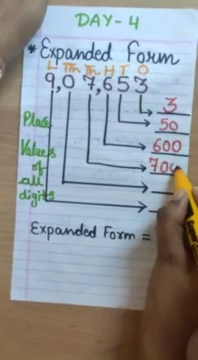 DAY-4
* Expanded Form
L TTh Th H T O
9,07,653
3
50
600
700
Place
Values
of
all
digits
Expanded Form =